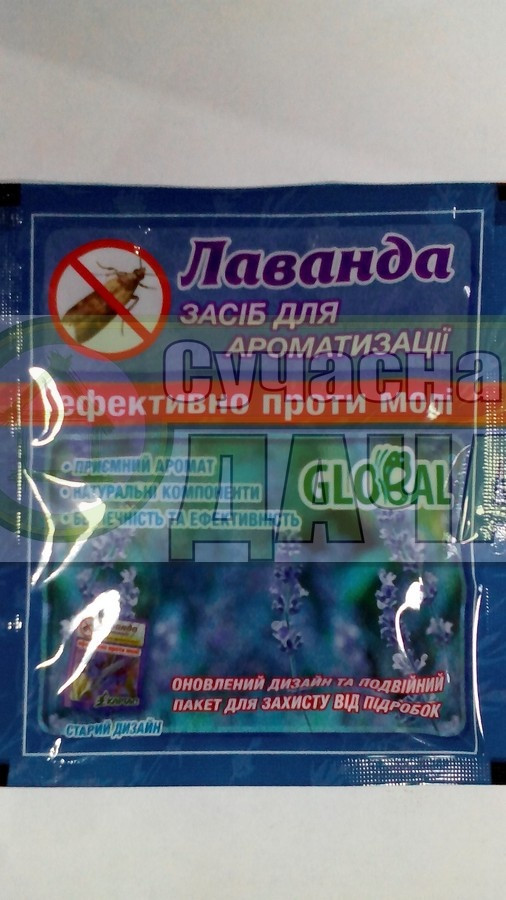 Лаванда
ЗАСІБ ДЛЯ
АРОМАТИЗАЦІЇ
Сучасна
ефективно проти молі
ДАЧА
• ПРИЄМНИЙ АРОМАТ
• НАТУРАЛЬНІ КОМПОНЕНТИ
• БЕЗПЕЧНІСТЬ ТА ЕФЕКТИВНІСТЬ
GLOBAL
ОНОВЛЕНИЙ ДИЗАЙН ТА ПОДВІЙНИЙ
ПАКЕТ ДЛЯ ЗАХИСТУ ВІД ПІДРОБОК
СТАРИЙ ДИЗАЙН